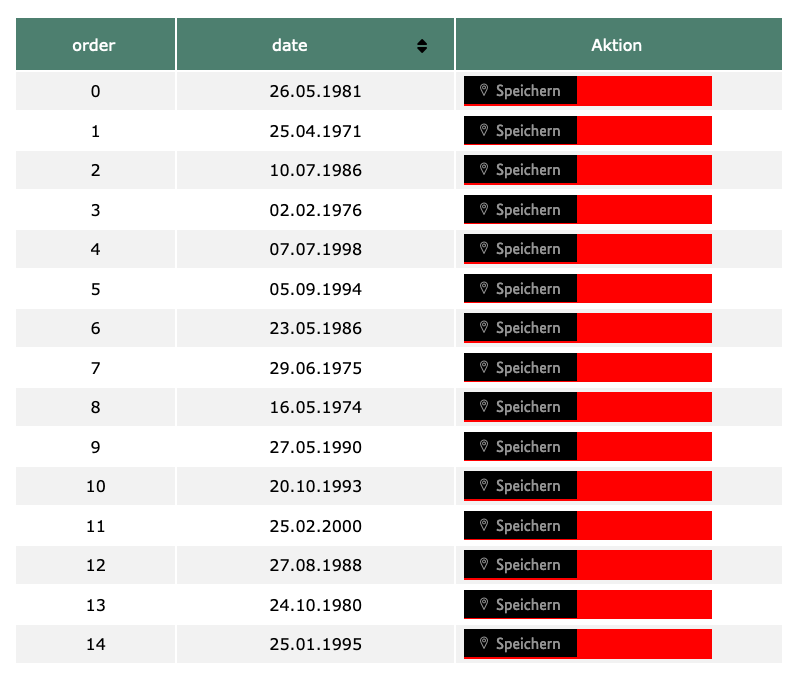 order date Aktion
0 26.05.1981 Speichern
1 25.04.1971 Speichern
2 10.07.1986 Speichern
3 02.02.1976 Speichern
4 07.07.1998 Speichern
5 05.09.1994 Speichern
6 23.05.1986 Speichern
7 29.06.1975 Speichern
8 16.05.1974 Speichern
9 27.05.1990 Speichern
10 20.10.1993 Speichern
11 25.02.2000 Speichern
12 27.08.1988 Speichern
13 24.10.1980 Speichern
14 25.01.1995 Speichern